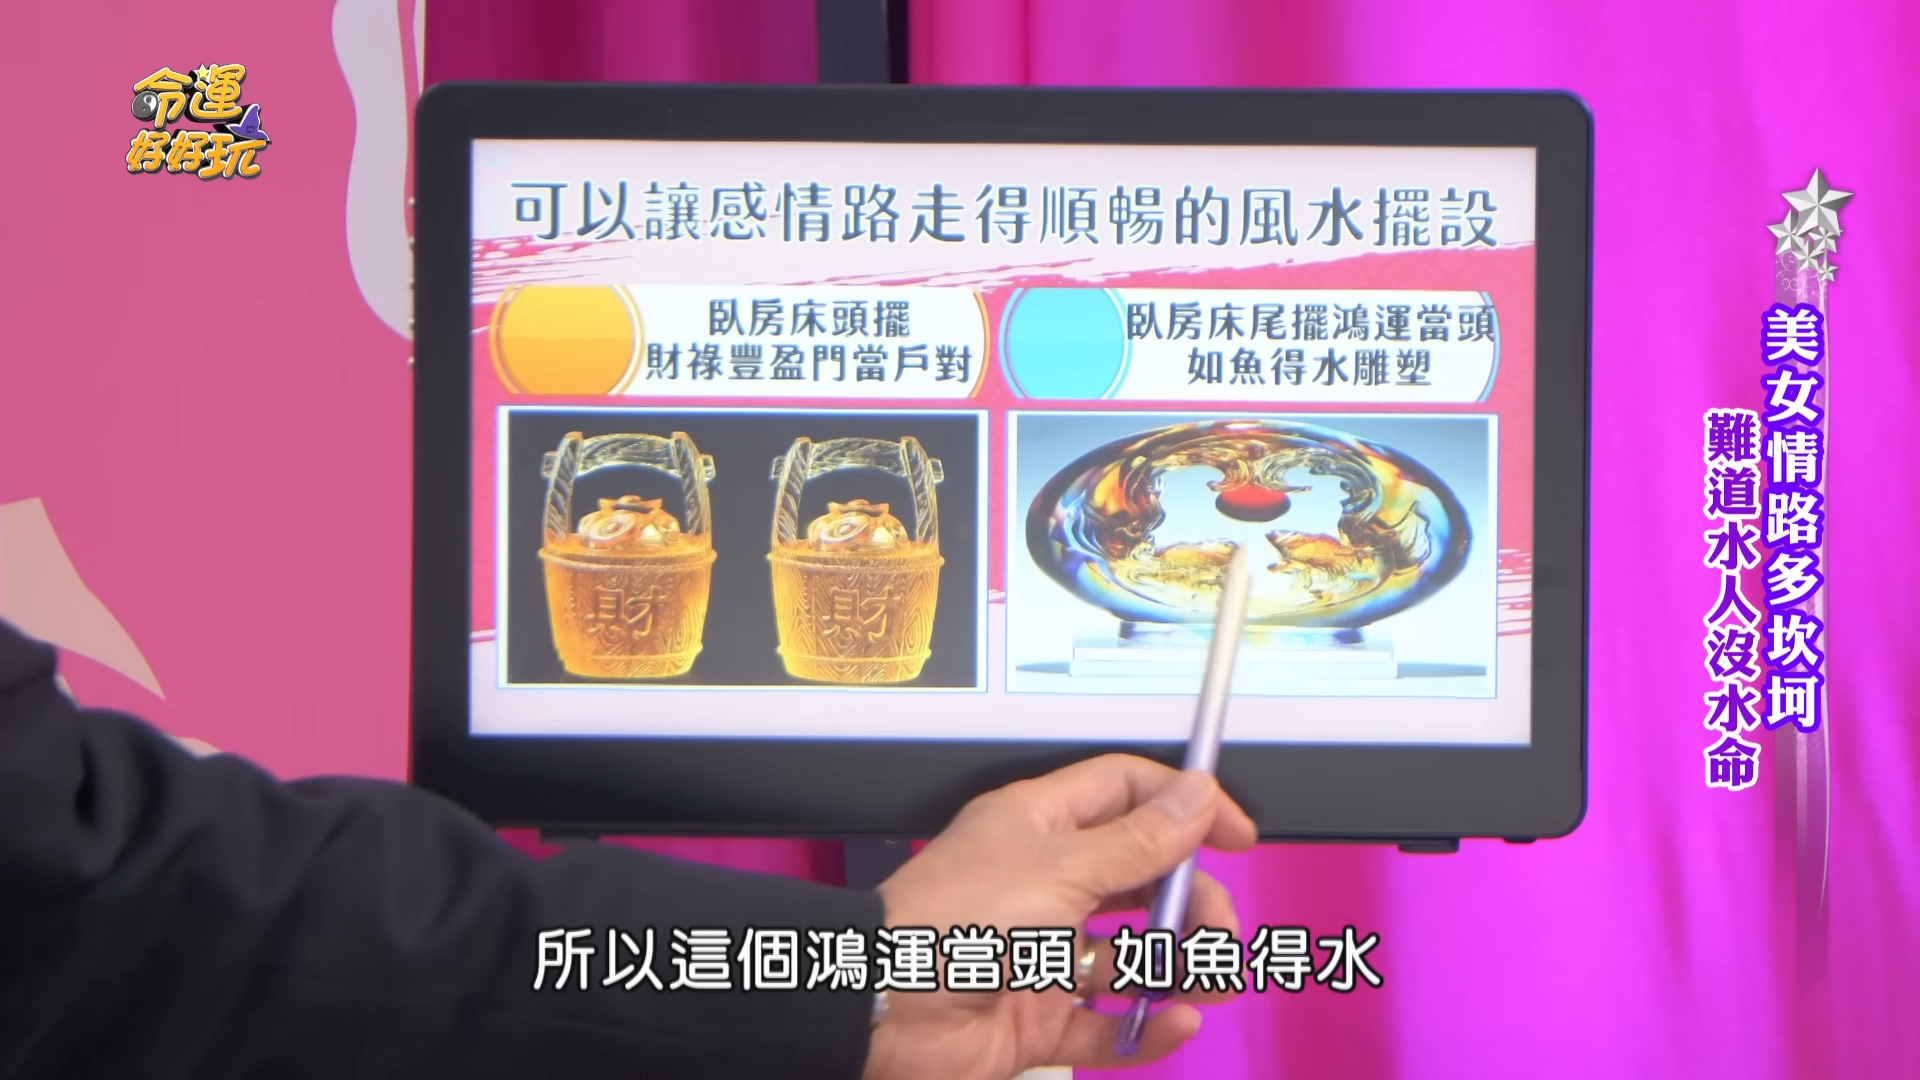 命運
好好玩
可以讓感情路走得順暢的風水擺設
臥房床頭擺
財祿豐盈門當戶對
臥房床尾擺鴻運當頭
如魚得水雕塑
財
財
美女情路多坎坷
難道水人沒水命
所以這個鴻運當頭 如魚得水